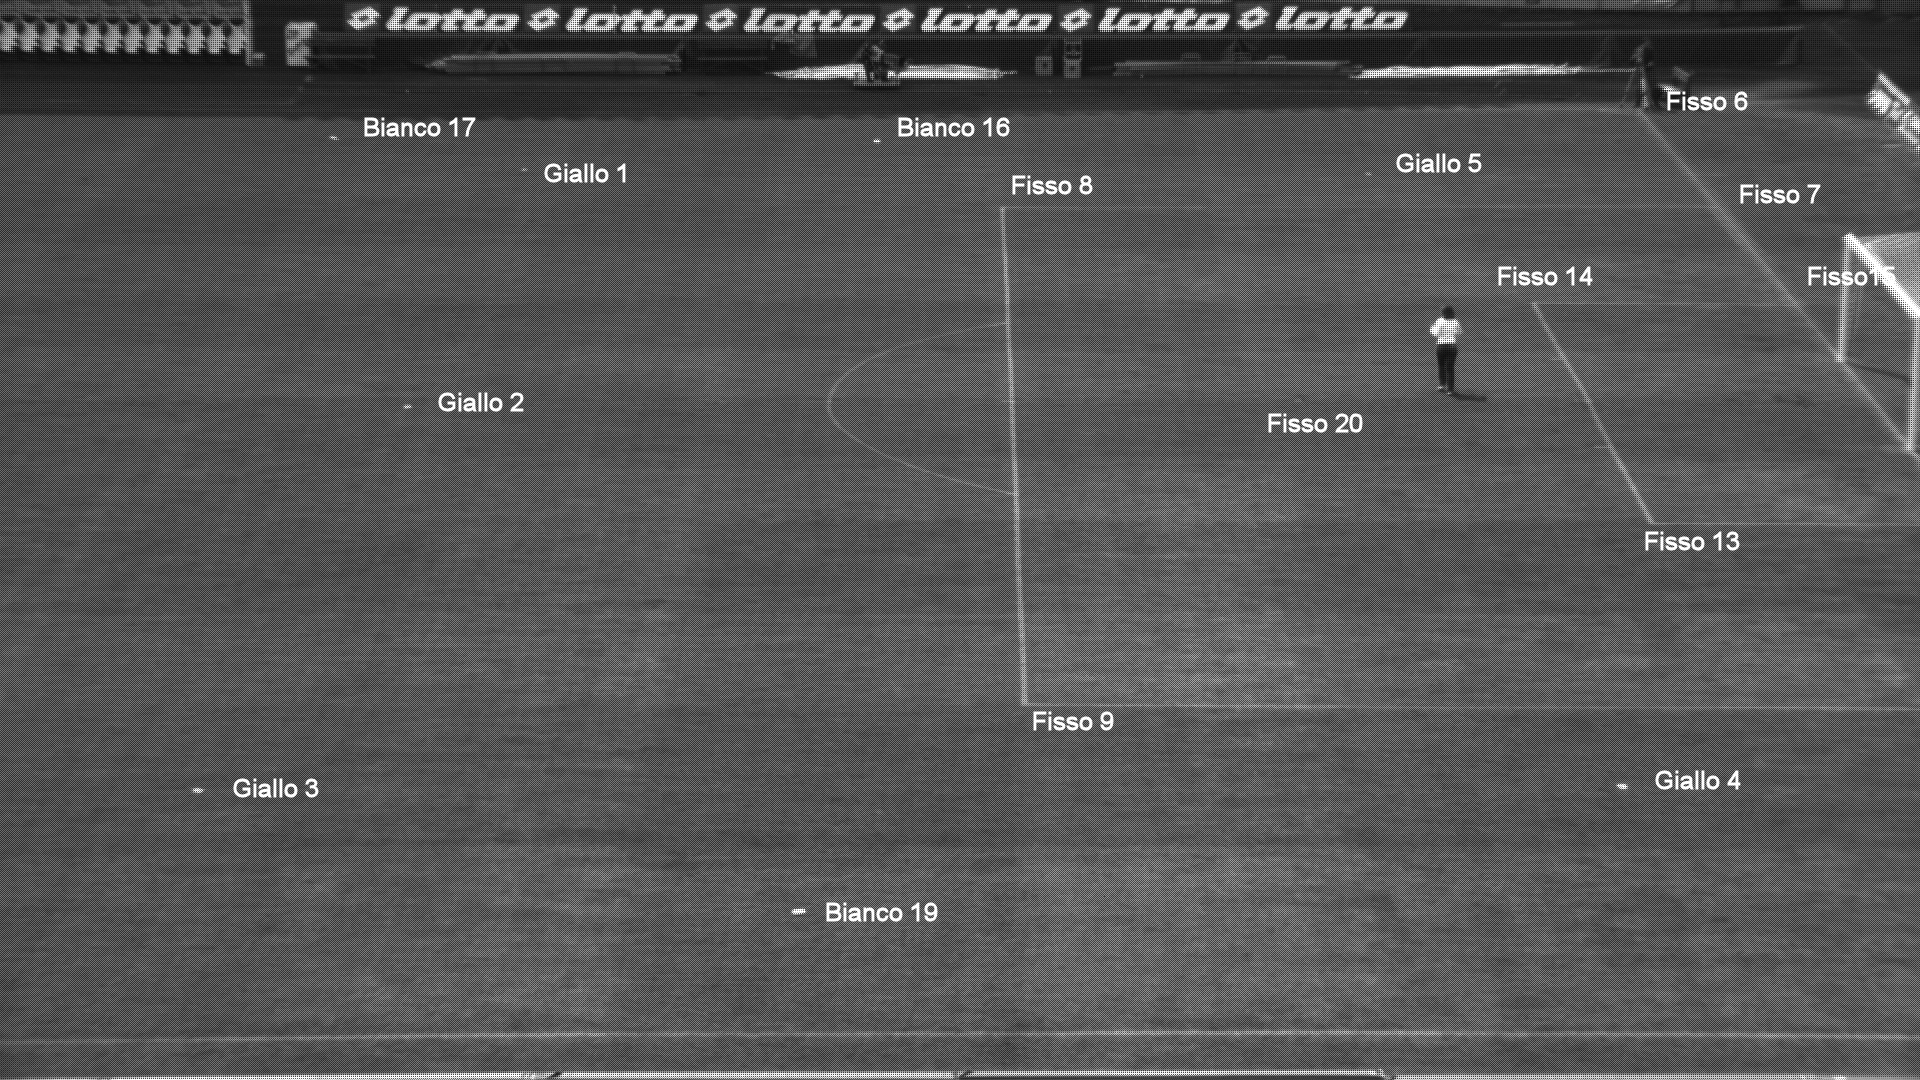 lotto lotto lotto lotto lotto lotto
Fisso 6
Bianco 17
Bianco 16
Giallo 5
Giallo 1
Fisso 8
Fisso 7
Fisso 14
Fisso15
Giallo 2
Fisso 20
Fisso 13
Fisso 9
Giallo 4
Giallo 3
Bianco 19